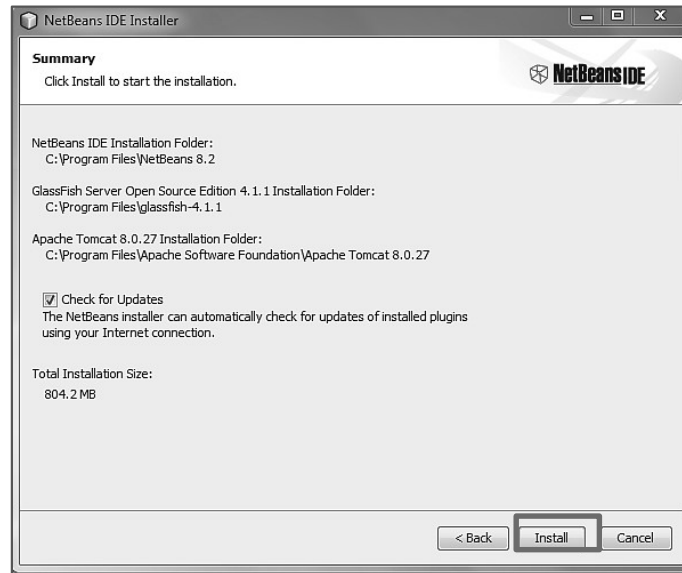 NetBeans IDE Installer
Summary
Click Install to start the installation.
NetBeans IDE
NetBeans IDE Installation Folder:
C:\Program Files\NetBeans 8.2
GlassFish Server Open Source Edition 4.1.1 Installation Folder:
C:\Program Files\glassfish-4.1.1
Apache Tomcat 8.0.27 Installation Folder:
C:\Program Files\Apache Software Foundation\Apache Tomcat 8.0.27
Check for Updates
The NetBeans installer can automatically check for updates of installed plugins
using your Internet connection.
Total Installation Size:
804.2 MB
< Back Install Cancel